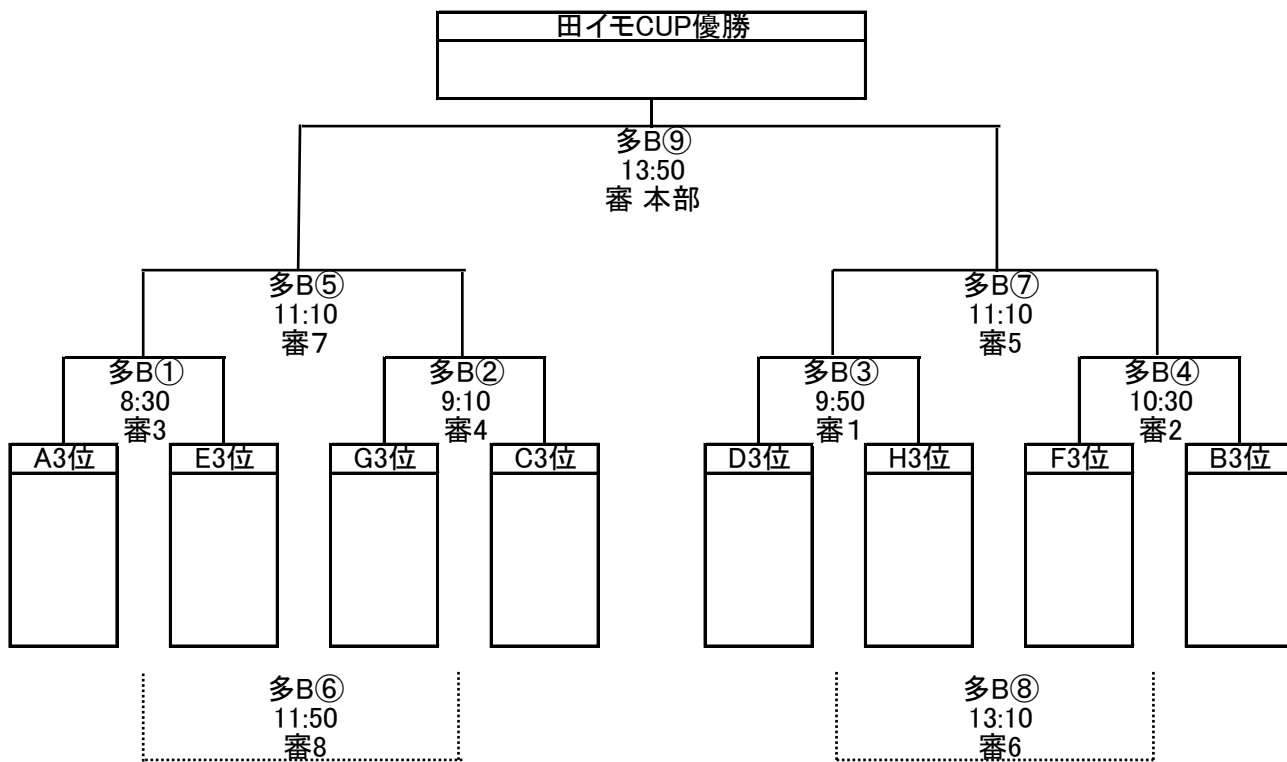 田イモCUP優勝
多B⑨
13:50
審 本部
多B⑤
11:10
審7
多B⑦
11:10
審5
多B①
8:30
審3
多B②
9:10
審4
多B③
9:50
審1
多B④
10:30
審2
A3位
E3位
G3位
C3位
D3位
H3位
F3位
B3位
多B⑥
11:50
審8
多B⑧
13:10
審6